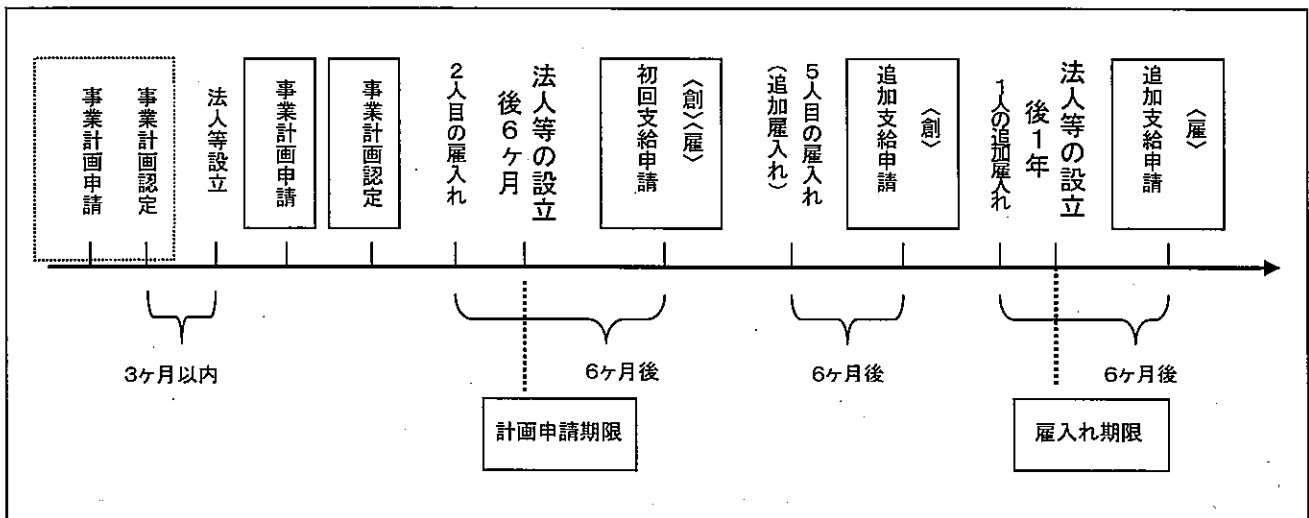 事業計画申請
事業計画認定
法人等設立
事業計画申請
事業計画認定
2人目の雇入れ
法人等の設立
後6ヶ月
〈創〉〈雇〉
初回支給申請
5人目の雇入れ
(追加雇入れ)
〈創〉
追加支給申請
1人の追加雇入れ
法人等の設立
後1年
〈雇〉
追加支給申請
3ヶ月以内
6ヶ月後
6ヶ月後
6ヶ月後
計画申請期限
雇入れ期限